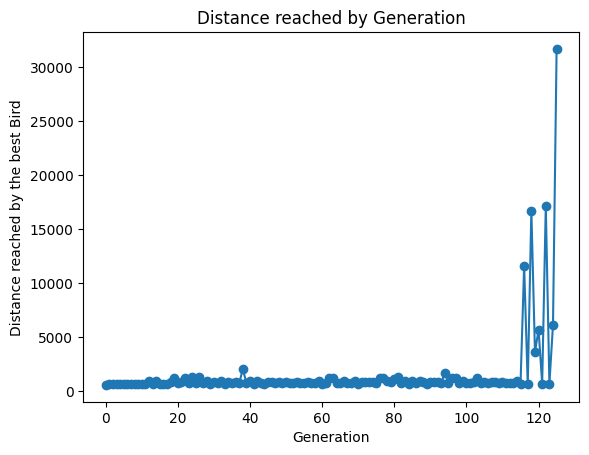 Distance reached by Generation
30000
25000
20000
15000
10000
5000
0
Distance reached by the best Bird
0 20 40 60 80 100 120
Generation